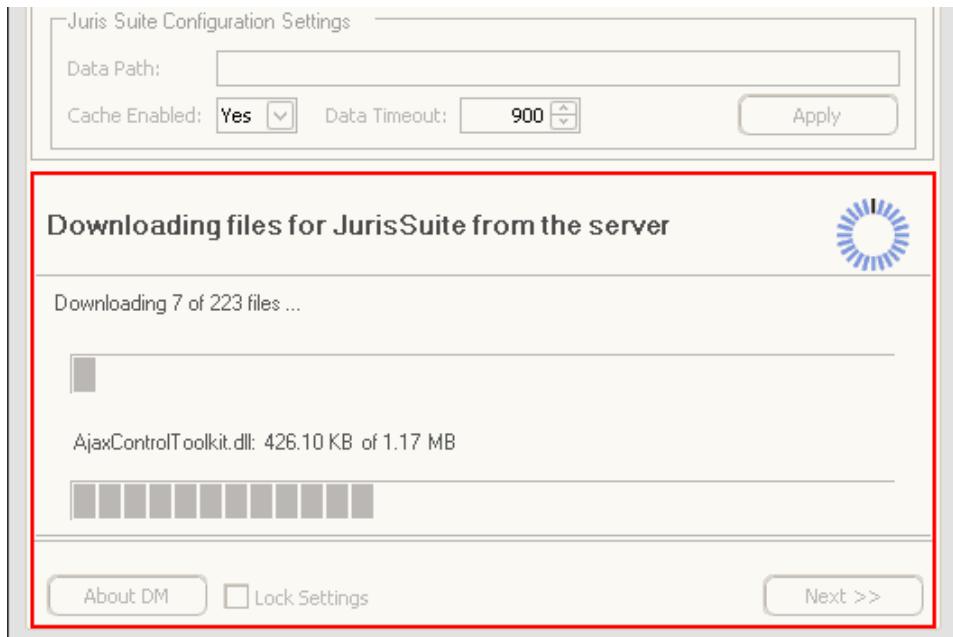 Juris Suite Configuration Settings
Data Path:
Cache Enabled: Yes Data Timeout: 900 Apply
Downloading files for JurisSuite from the server
Downloading 7 of 223 files ...
AjaxControlToolkit.dll: 426.10 KB of 1.17 MB
About DM Lock Settings Next >>